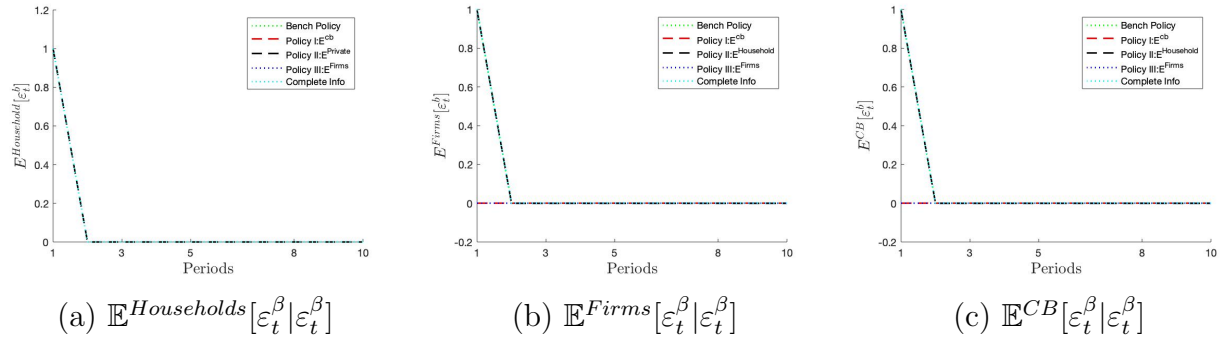 1.2
1
0.8
0.6
0.4
0.2
0
1 3 5 8 10
Periods
E^{Household}[ε_t^b]
Bench Policy
Policy I:E^{cb}
Policy II:E^{Private}
Policy III:E^{Firms}
Complete Info
(a) 𝔼^{Households}[ε_t^β|ε_t^β]
1
0.8
0.6
0.4
0.2
0
-0.2
1 3 5 8 10
Periods
E^{Firms}[ε_t^b]
Bench Policy
Policy I:E^{cb}
Policy II:E^{Household}
Policy III:E^{Firms}
Complete Info
(b) 𝔼^{Firms}[ε_t^β|ε_t^β]
1
0.8
0.6
0.4
0.2
0
-0.2
1 3 5 8 10
Periods
E^{CB}[ε_t^b]
Bench Policy
Policy I:E^{cb}
Policy II:E^{Household}
Policy III:E^{Firms}
Complete Info
(c) 𝔼^{CB}[ε_t^β|ε_t^β]